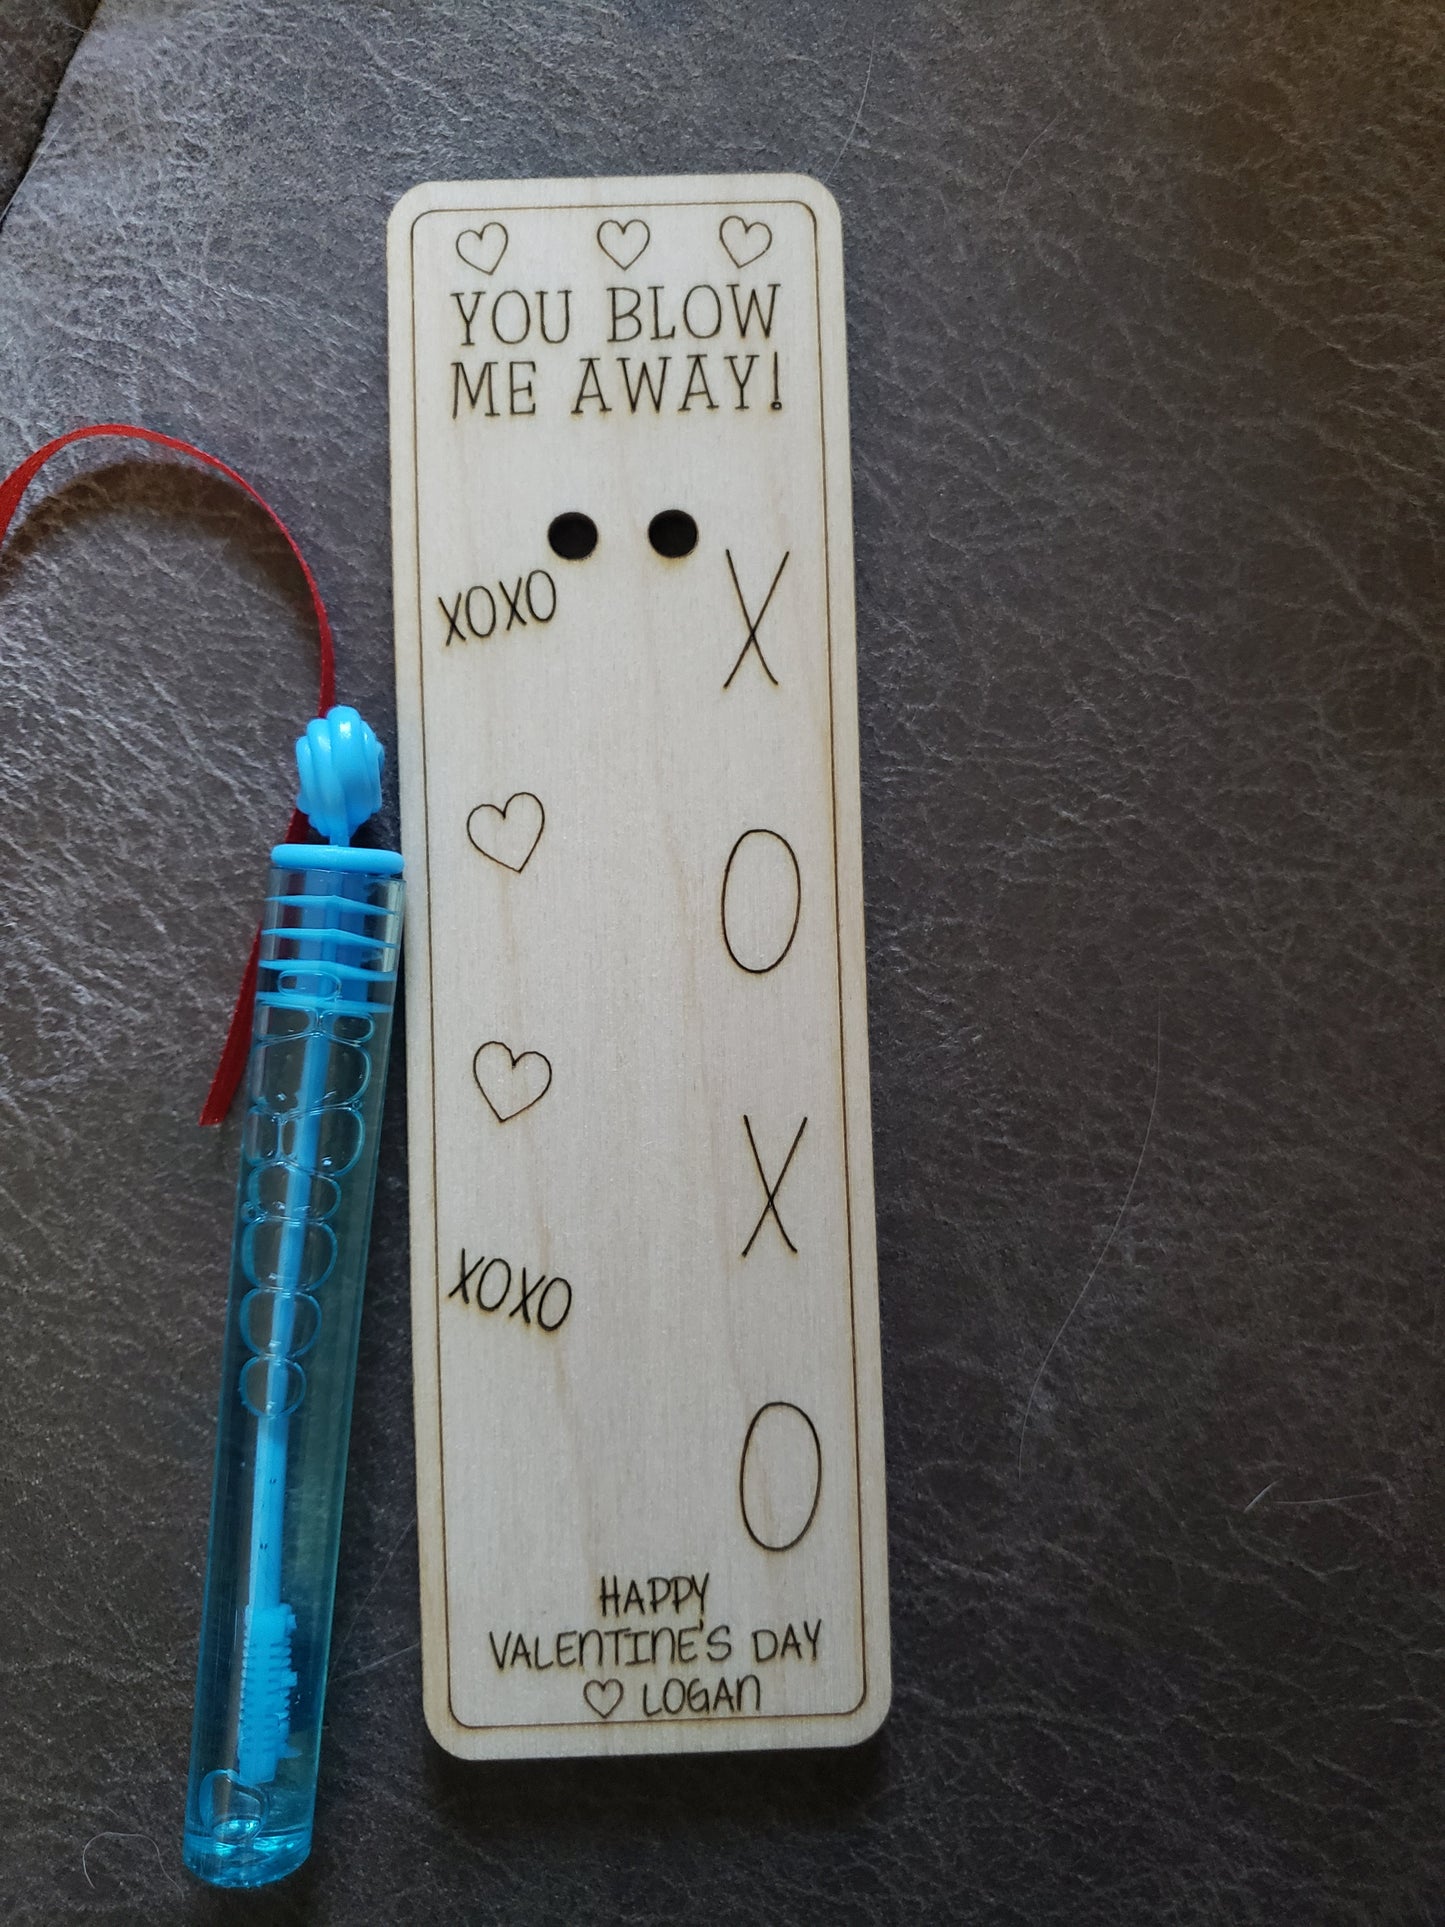 YOU BLOW
ME AWAY!
XOXO
X
O
X
XOXO
O
HAPPY
VALENTINE'S DAY
♡ LOGAN